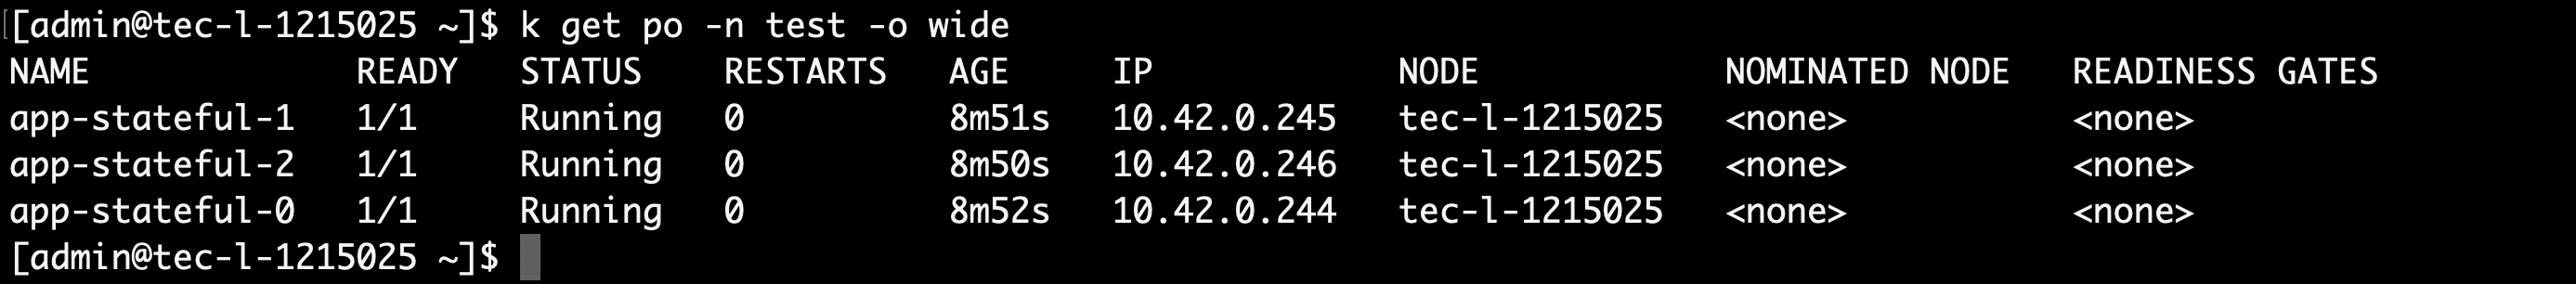 [admin@tec-l-1215025 ~]$ k get po -n test -o wide
NAME             READY   STATUS    RESTARTS   AGE     IP            NODE            NOMINATED NODE   READINESS GATES
app-stateful-1   1/1     Running   0          8m51s   10.42.0.245   tec-l-1215025   <none>           <none>
app-stateful-2   1/1     Running   0          8m50s   10.42.0.246   tec-l-1215025   <none>           <none>
app-stateful-0   1/1     Running   0          8m52s   10.42.0.244   tec-l-1215025   <none>           <none>
[admin@tec-l-1215025 ~]$